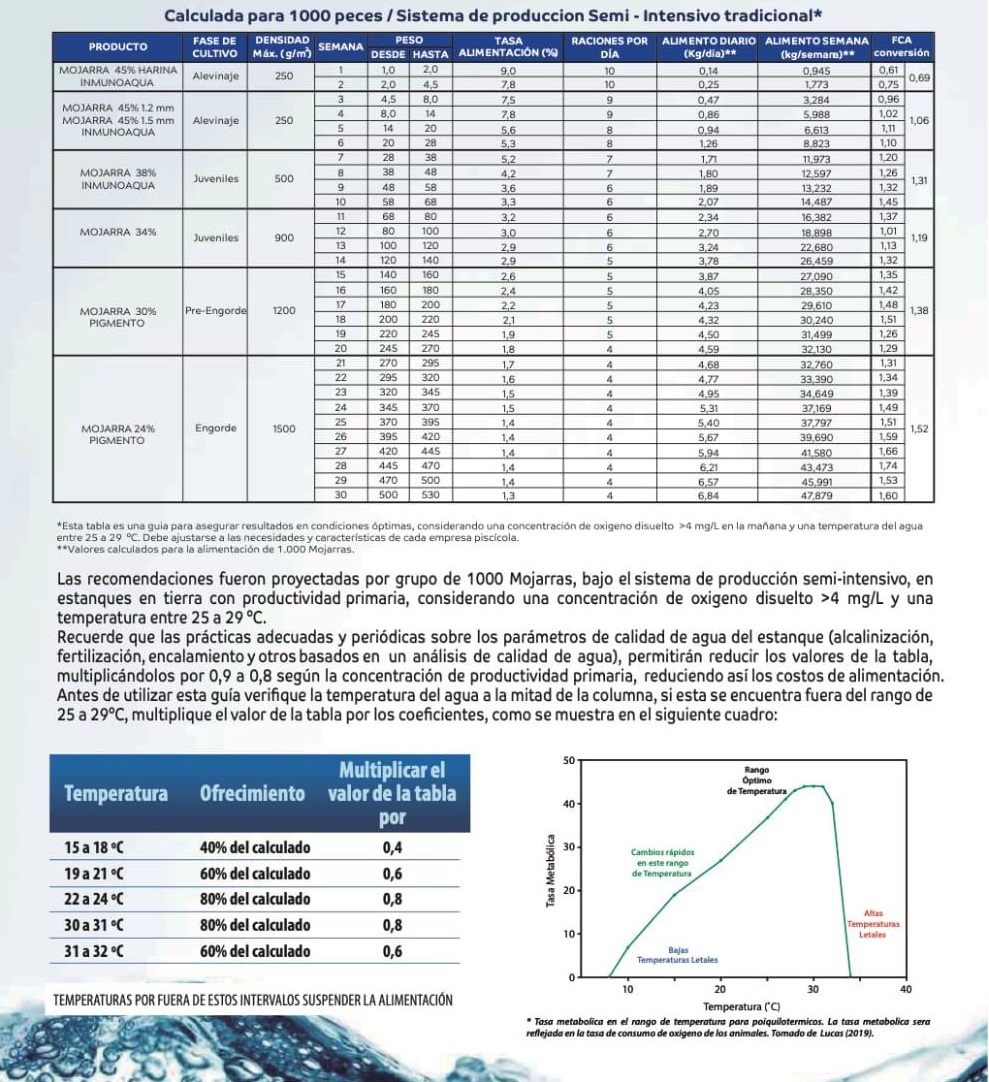 Calculada para 1000 peces / Sistema de produccion Semi - Intensivo tradicional*
PRODUCTO FASE DE CULTIVO DENSIDAD Máx. (g/m³) SEMANA PESO DESDE HASTA TASA ALIMENTACIÓN (%) RACIONES POR DÍA ALIMENTO DIARIO (Kg/día)** ALIMENTO SEMANA (kg/semam)** FCA conversión
MOJARRA 45% HARINA INMUNOAQUA Alevinaje 250
1 1,0 2,0 9,0 10 0,14 0,945 0,61
2 2,0 4,5 7,8 10 0,25 1,773 0,75
0,69
MOJARRA 45% 1.2 mm
MOJARRA 45% 1.5 mm
INMUNOAQUA
Alevinaje 250
3 4,5 8,0 7,5 9 0,47 3,284 0,96
4 8,0 14 7,8 9 0,86 5,988 1,02
5 14 20 5,6 8 0,94 6,613 1,11
6 20 28 5,3 8 1,26 8,823 1,10
1,06
MOJARRA 38%
INMUNOAQUA
Juveniles 500
7 28 38 5,2 7 1,71 11,973 1,20
8 38 48 4,2 7 1,80 12,597 1,26
9 48 58 3,6 6 1,89 13,232 1,32
10 58 68 3,3 6 2,07 14,487 1,45
1,31
MOJARRA 34% Juveniles 900
11 68 80 3,2 6 2,34 16,382 1,37
12 80 100 3,0 6 2,70 18,898 1,01
13 100 120 2,9 6 3,24 22,680 1,13
14 120 140 2,9 5 3,78 26,459 1,32
1,19
MOJARRA 30%
PIGMENTO
Pre-Engorde 1200
15 140 160 2,6 5 3,87 27,090 1,35
16 160 180 2,4 5 4,05 28,350 1,42
17 180 200 2,2 5 4,23 29,610 1,48
18 200 220 2,1 5 4,32 30,240 1,51
19 220 245 1,9 5 4,50 31,499 1,26
20 245 270 1,8 4 4,59 32,130 1,29
1,38
MOJARRA 24%
PIGMENTO
Engorde 1500
21 270 295 1,7 4 4,68 32,760 1,31
22 295 320 1,6 4 4,77 33,390 1,34
23 320 345 1,5 4 4,95 34,649 1,39
24 345 370 1,5 4 5,31 37,169 1,49
25 370 395 1,4 4 5,40 37,797 1,51
26 395 420 1,4 4 5,67 39,690 1,59
27 420 445 1,4 4 5,94 41,580 1,66
28 445 470 1,4 4 6,21 43,473 1,74
29 470 500 1,4 4 6,57 45,991 1,53
30 500 530 1,3 4 6,84 47,879 1,60
1,52
*Esta tabla es una guia para asegurar resultados en condiciones óptimas, considerando una concentración de oxigeno disuelto >4 mg/L en la mañana y una temperatura del agua
entre 25 a 29 ºC. Debe ajustarse a las necesidades y características de cada empresa piscícola.
**Valores calculados para la alimentación de 1.000 Mojarras.
Las recomendaciones fueron proyectadas por grupo de 1000 Mojarras, bajo el sistema de producción semi-intensivo, en
estanques en tierra con productividad primaria, considerando una concentración de oxigeno disuelto >4 mg/L y una
temperatura entre 25 a 29 ºC.
Recuerde que las prácticas adecuadas y periódicas sobre los parámetros de calidad de agua del estanque (alcalinización,
fertilización, encalamiento y otros basados en un análisis de calidad de agua), permitirán reducir los valores de la tabla,
multiplicándolos por 0,9 a 0,8 según la concentración de productividad primaria, reduciendo así los costos de alimentación.
Antes de utilizar esta guía verifique la temperatura del agua a la mitad de la columna, si esta se encuentra fuera del rango de
25 a 29ºC, multiplique el valor de la tabla por los coeficientes, como se muestra en el siguiente cuadro:
Temperatura Ofrecimiento Multiplicar el valor de la tabla por
15 a 18 ºC 40% del calculado 0,4
19 a 21 ºC 60% del calculado 0,6
22 a 24 ºC 80% del calculado 0,8
30 a 31 ºC 80% del calculado 0,8
31 a 32 ºC 60% del calculado 0,6
TEMPERATURAS POR FUERA DE ESTOS INTERVALOS SUSPENDER LA ALIMENTACIÓN
Tasa Metabólica
50
40
30
20
10
0
Rango
Óptimo
de Temperatura
Cambios rápidos
en este rango
de Temperatura
Bajas
Temperaturas Letales
Altas
Temperaturas
Letales
10 20 30 40
Temperatura (˚C)
* Tasa metabolica en el rango de temperatura para poiquilotermicos. La tasa metabolica sera
reflejada en la tasa de consumo de oxigeno de los animales. Tomado de Lucas (2019).